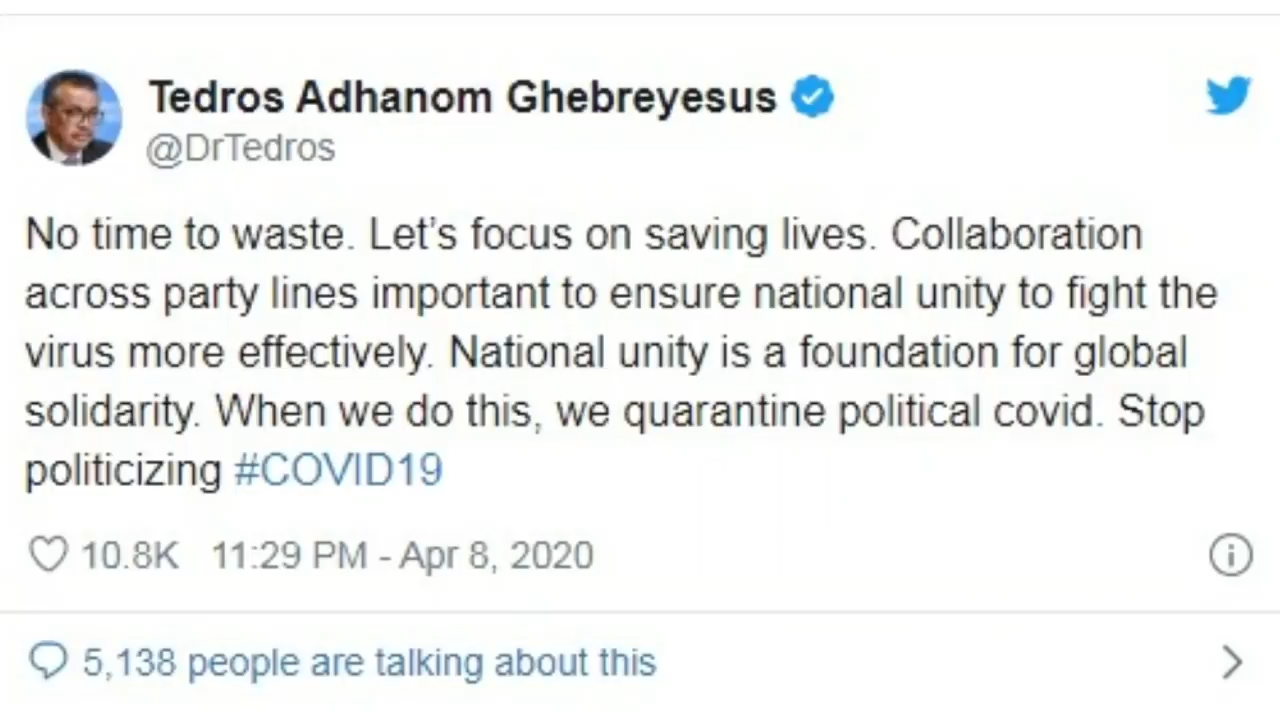 Tedros Adhanom Ghebreyesus
@DrTedros
No time to waste. Let's focus on saving lives. Collaboration
across party lines important to ensure national unity to fight the
virus more effectively. National unity is a foundation for global
solidarity. When we do this, we quarantine political covid. Stop
politicizing #COVID19
10.8K 11:29 PM - Apr 8, 2020
5,138 people are talking about this